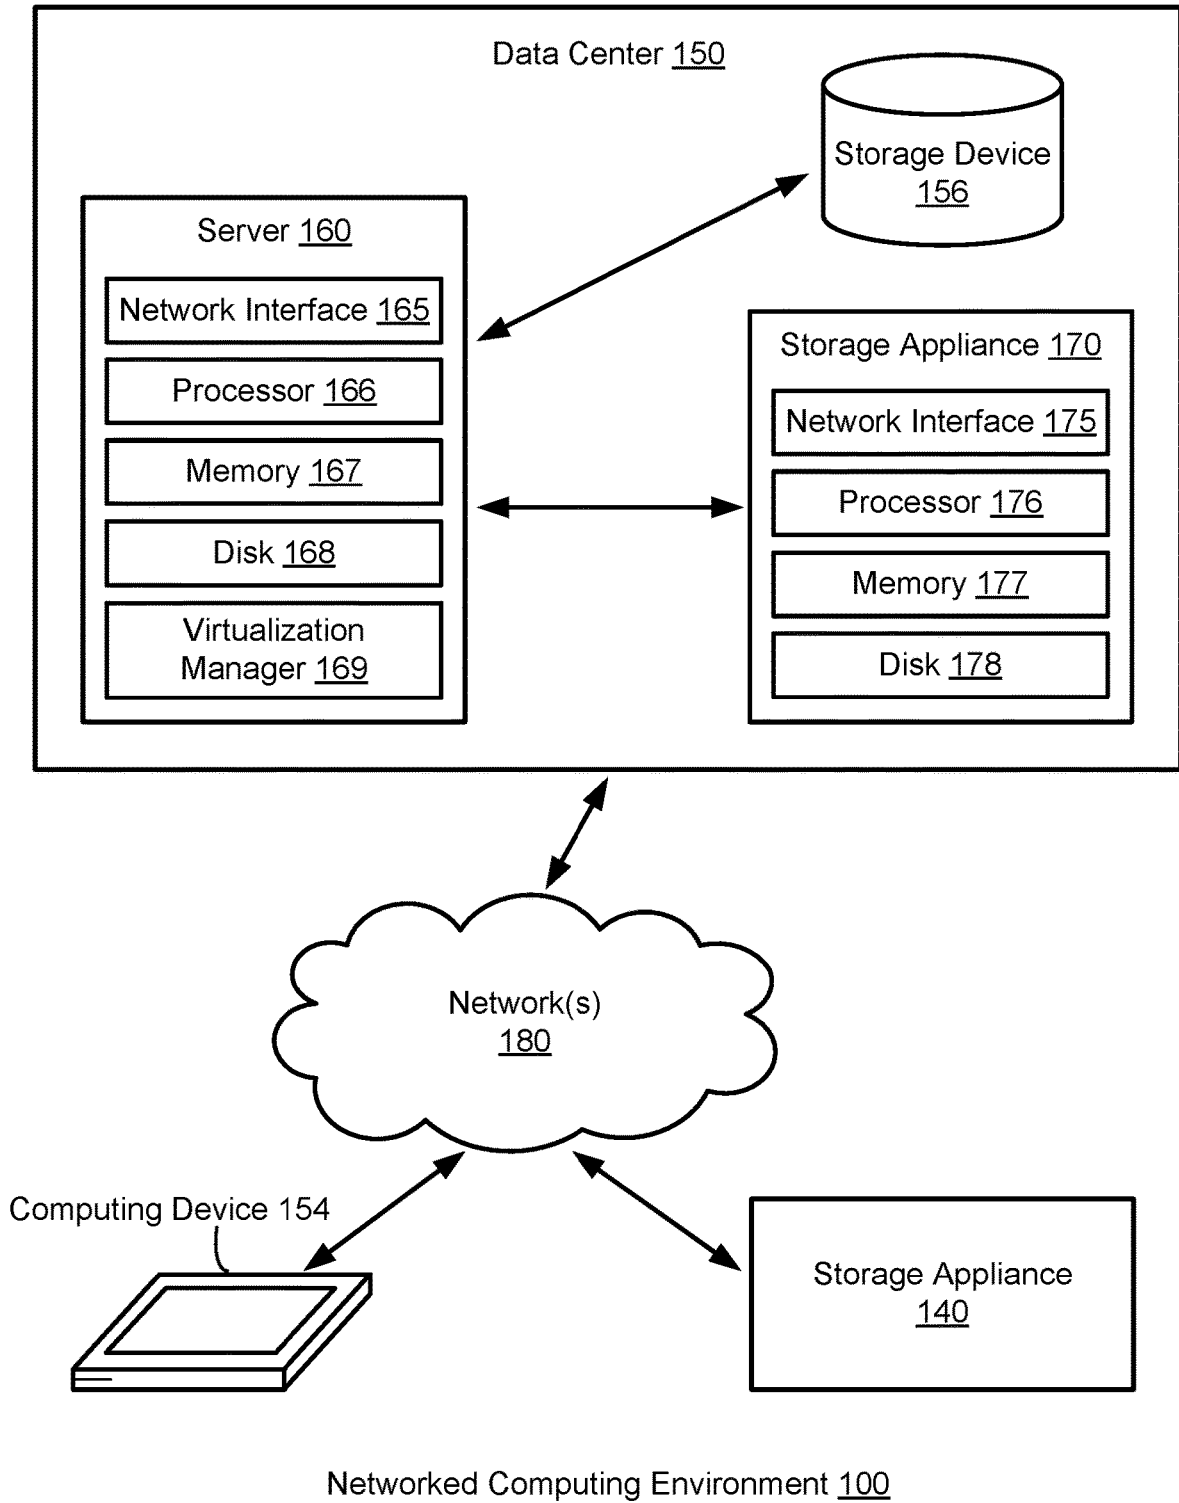 Data Center 150
Storage Device
156
Server 160
Network Interface 165
Processor 166
Memory 167
Disk 168
Virtualization
Manager 169
Storage Appliance 170
Network Interface 175
Processor 176
Memory 177
Disk 178
Network(s)
180
Computing Device 154
Storage Appliance
140
Networked Computing Environment 100